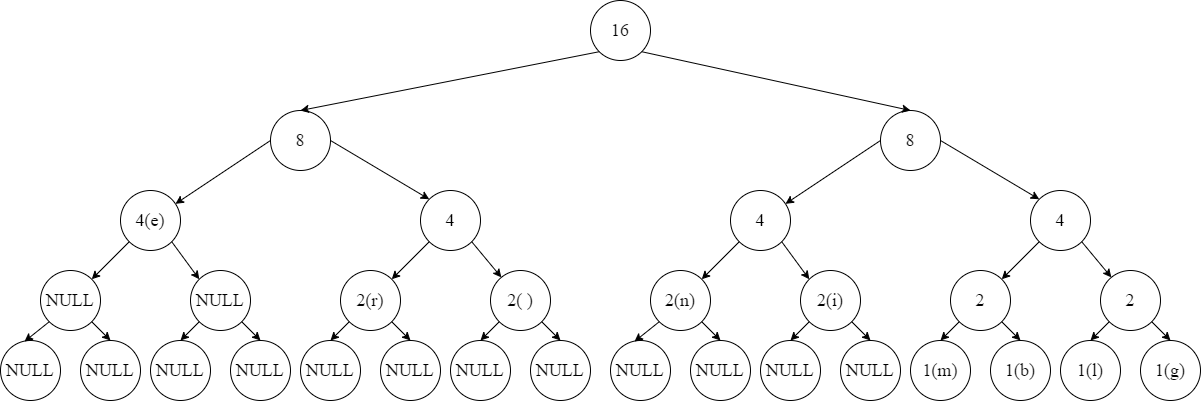 16
8 8
4(e) 4 4 4
NULL NULL 2(r) 2( ) 2(n) 2(i) 2 2
NULL NULL NULL NULL NULL NULL NULL NULL NULL NULL NULL NULL 1(m) 1(b) 1(l) 1(g)